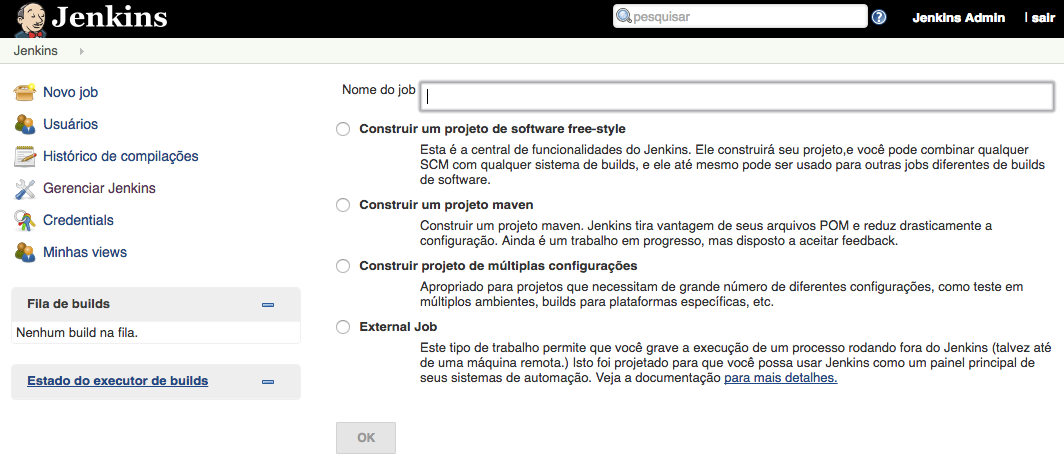 Jenkins
pesquisar
Jenkins Admin
| sair
Jenkins
Novo job
Usuários
Histórico de compilações
Gerenciar Jenkins
Credentials
Minhas views
Fila de builds
Nenhum build na fila.
Estado do executor de builds
Nome do job
Construir um projeto de software free-style
Esta é a central de funcionalidades do Jenkins. Ele construirá seu projeto,e você pode combinar qualquer
SCM com qualquer sistema de builds, e ele até mesmo pode ser usado para outras jobs diferentes de builds
de software.
Construir um projeto maven
Construir um projeto maven. Jenkins tira vantagem de seus arquivos POM e reduz drasticamente a
configuração. Ainda é um trabalho em progresso, mas disposto a aceitar feedback.
Construir projeto de múltiplas configurações
Apropriado para projetos que necessitam de grande número de diferentes configurações, como teste em
múltiplos ambientes, builds para plataformas específicas, etc.
External Job
Este tipo de trabalho permite que você grave a execução de um processo rodando fora do Jenkins (talvez até
de uma máquina remota.) Isto foi projetado para que você possa usar Jenkins como um painel principal de
seus sistemas de automação. Veja a documentação para mais detalhes.
OK